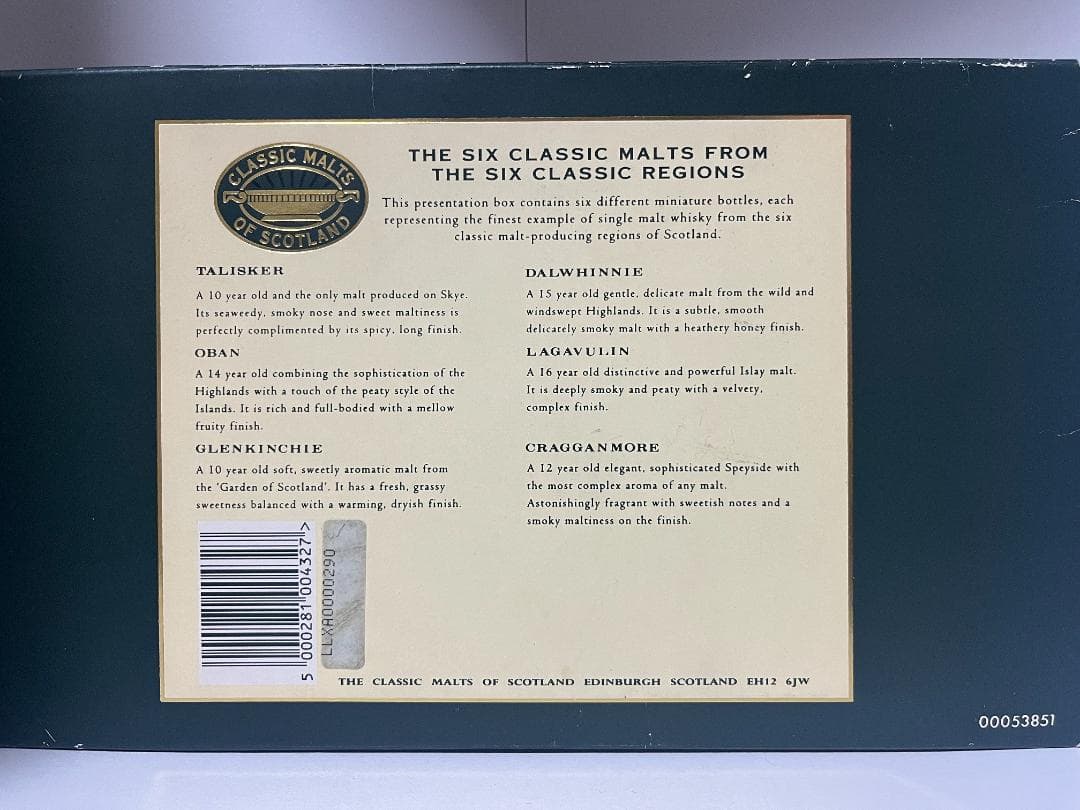 CLASSIC MALTS
OF SCOTLAND
THE SIX CLASSIC MALTS FROM
THE SIX CLASSIC REGIONS
This presentation box contains six different miniature bottles, each
representing the finest example of single malt whisky from the six
classic malt-producing regions of Scotland.
TALISKER
A 10 year old and the only malt produced on Skye.
Its seaweedy, smoky nose and sweet maltiness is
perfectly complimented by its spicy, long finish.
OBAN
A 14 year old combining the sophistication of the
Highlands with a touch of the peaty style of the
Islands. It is rich and full-bodied with a mellow
fruity finish.
GLENKINCHIE
A 10 year old soft, sweetly aromatic malt from
the 'Garden of Scotland'. It has a fresh, grassy
sweetness balanced with a warming, dryish finish.
DALWHINNIE
A 15 year old gentle, delicate malt from the wild and
windswept Highlands. It is a subtle, smooth
delicately smoky malt with a heathery honey finish.
LAGAVULIN
A 16 year old distinctive and powerful Islay malt.
It is deeply smoky and peaty with a velvety,
complex finish.
CRAGGANMORE
A 12 year old elegant, sophisticated Speyside with
the most complex aroma of any malt.
Astonishingly fragrant with sweetish notes and a
smoky maltiness on the finish.
5 000281 004327 >
LLXA0000290
THE CLASSIC MALTS OF SCOTLAND EDINBURGH SCOTLAND EH12 6JW
00053851